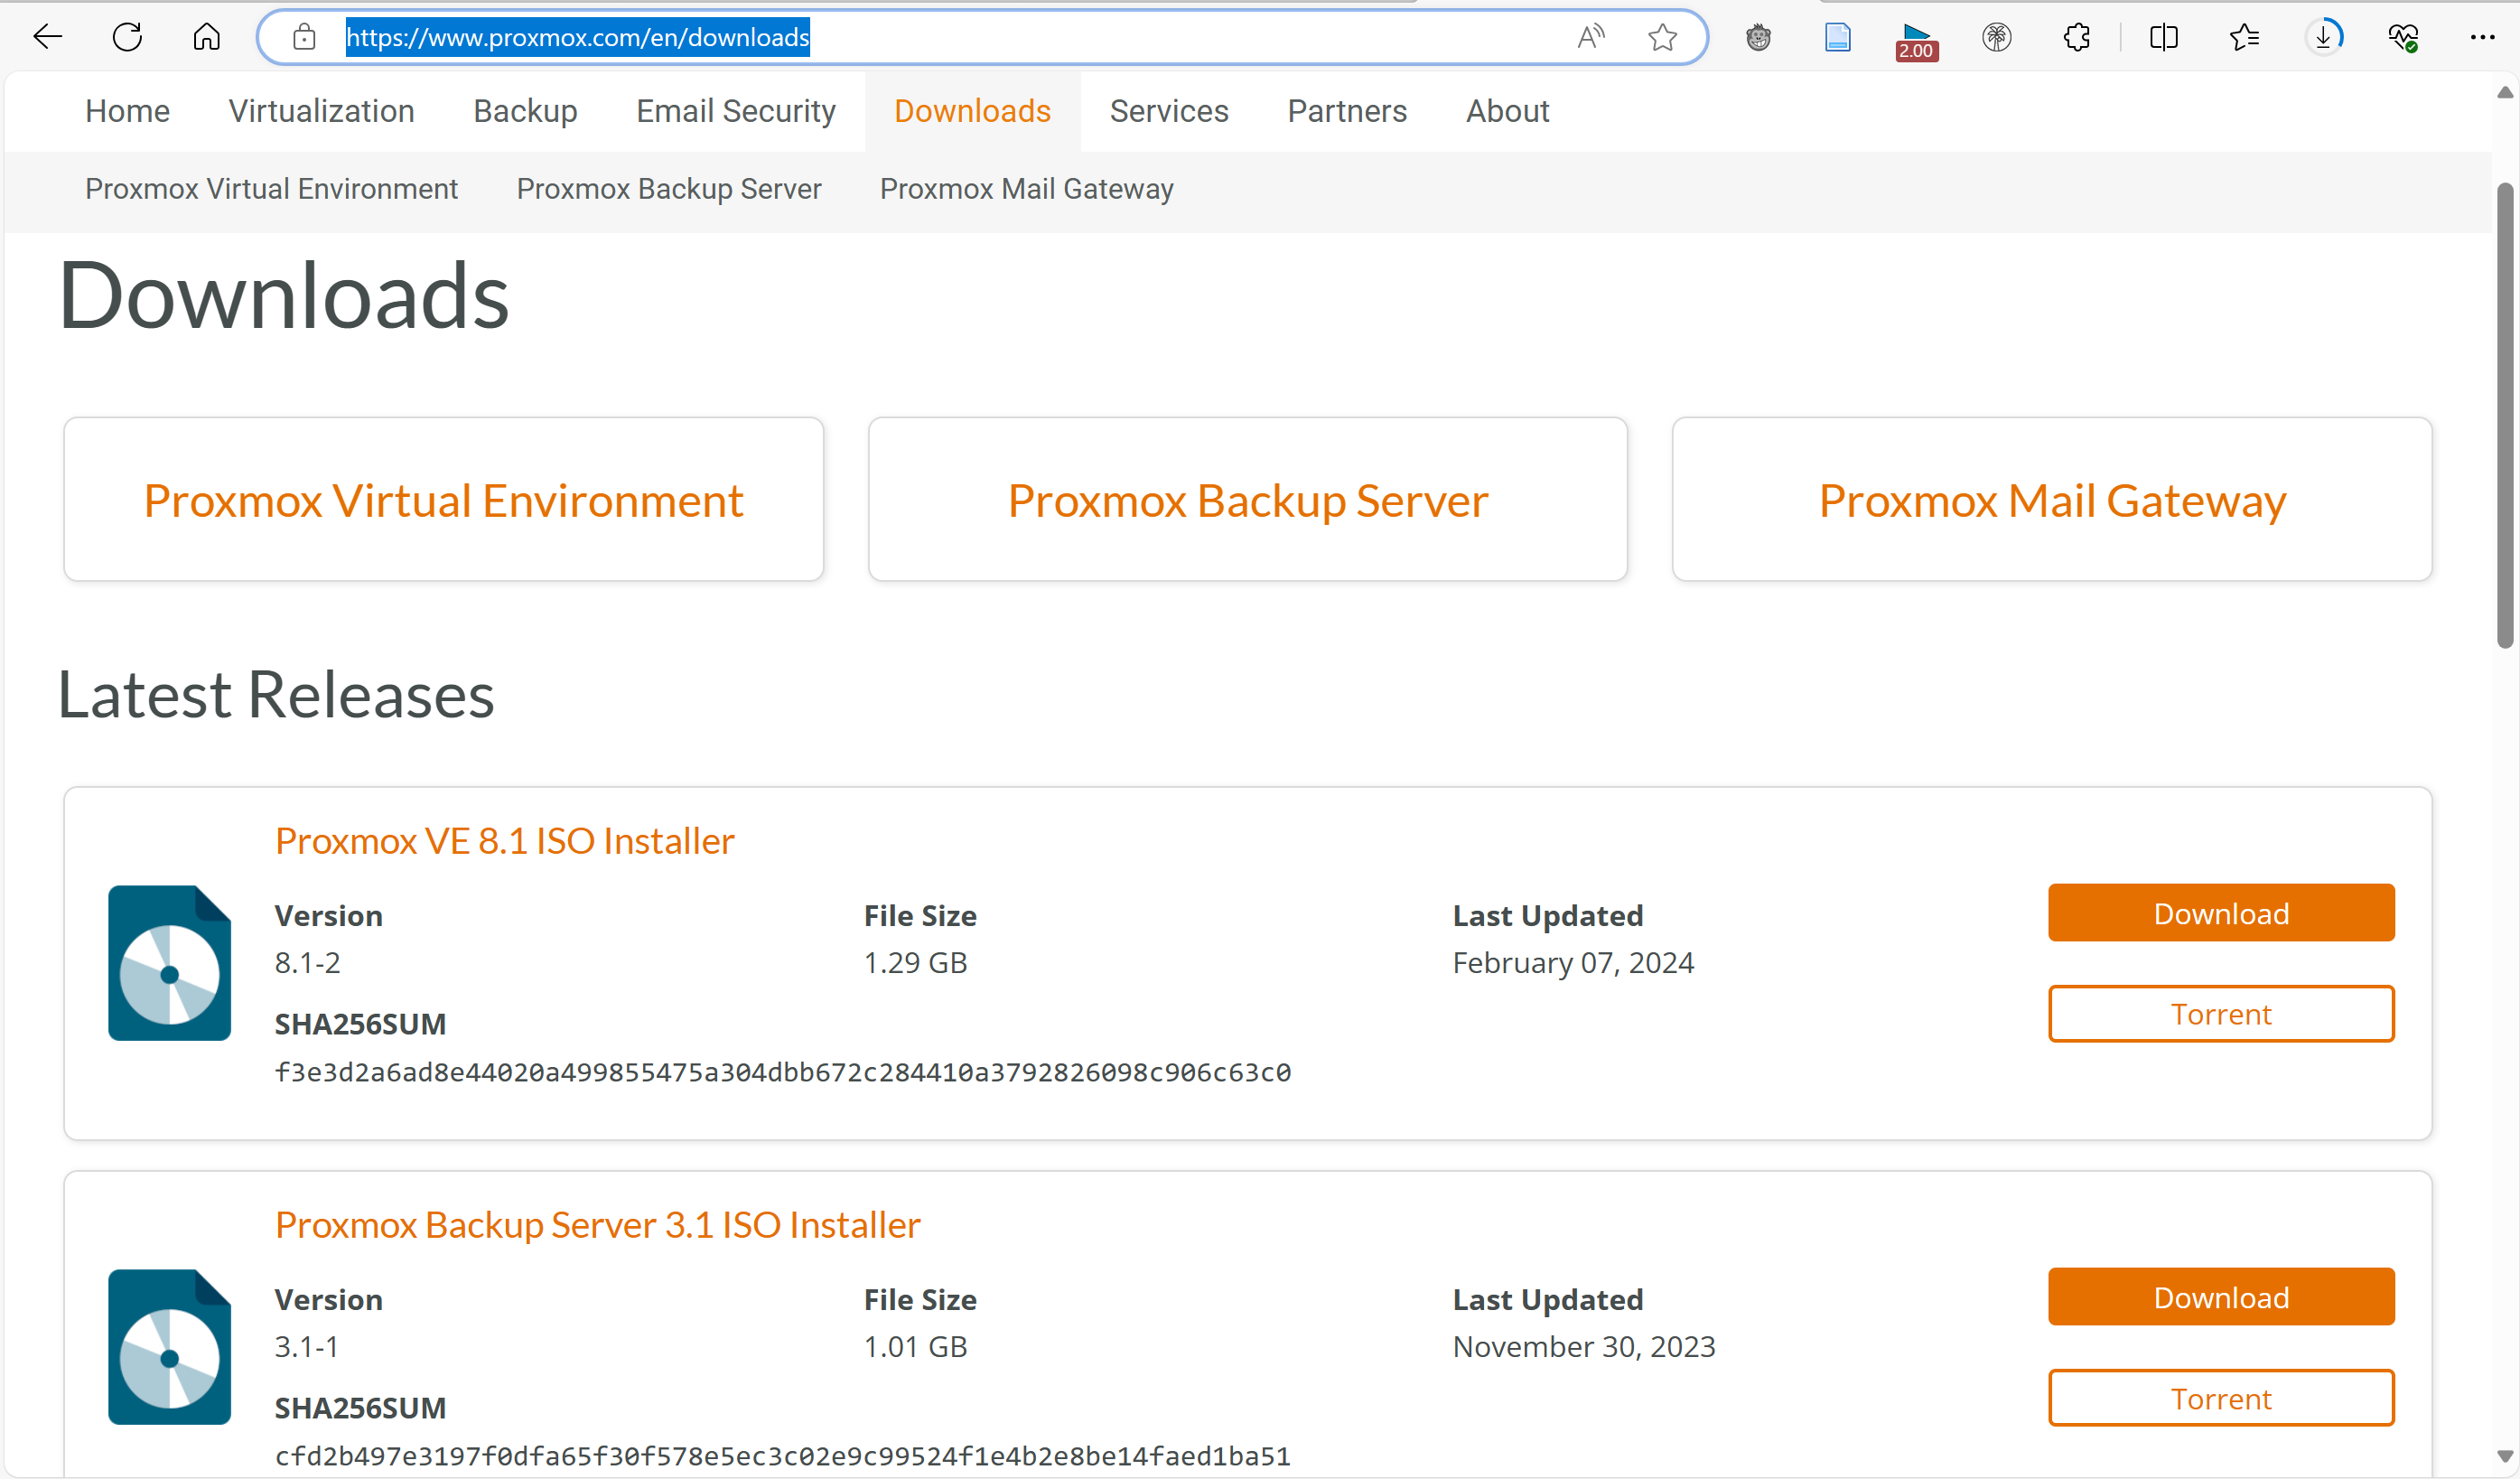 https://www.proxmox.com/en/downloads
2.00
Home Virtualization Backup Email Security Downloads Services Partners About
Proxmox Virtual Environment Proxmox Backup Server Proxmox Mail Gateway
Downloads
Proxmox Virtual Environment Proxmox Backup Server Proxmox Mail Gateway
Latest Releases
Proxmox VE 8.1 ISO Installer
Version File Size Last Updated
8.1-2 1.29 GB February 07, 2024
Download
SHA256SUM
Torrent
f3e3d2a6ad8e44020a499855475a304dbb672c284410a3792826098c906c63c0
Proxmox Backup Server 3.1 ISO Installer
Version File Size Last Updated
3.1-1 1.01 GB November 30, 2023
Download
SHA256SUM
Torrent
cfd2b497e3197f0dfa65f30f578e5ec3c02e9c99524f1e4b2e8be14faed1ba51